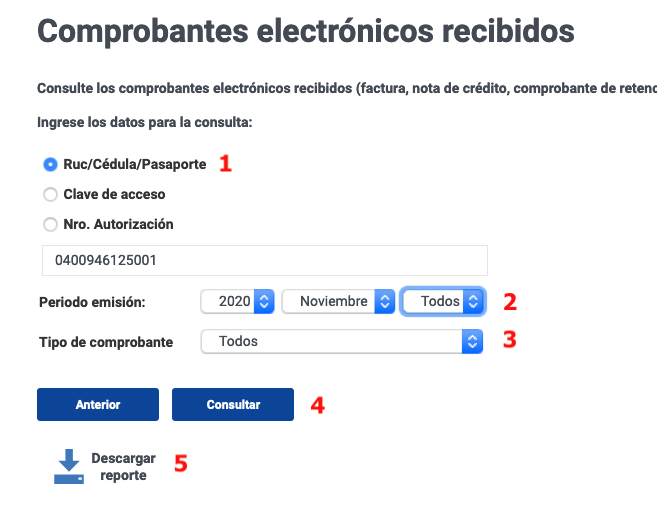 Comprobantes electrónicos recibidos
Consulte los comprobantes electrónicos recibidos (factura, nota de crédito, comprobante de retenc
Ingrese los datos para la consulta:
Ruc/Cédula/Pasaporte 1
Clave de acceso
Nro. Autorización
0400946125001
Periodo emisión: 2020 Noviembre Todos 2
Tipo de comprobante Todos 3
Anterior Consultar 4
Descargar 5
reporte